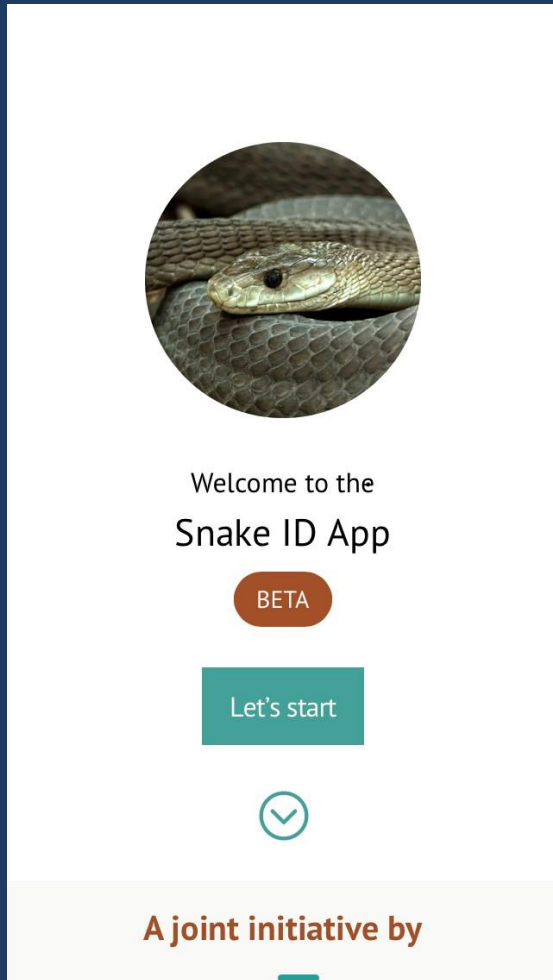 Welcome to the
Snake ID App
BETA
Let's start
A joint initiative by